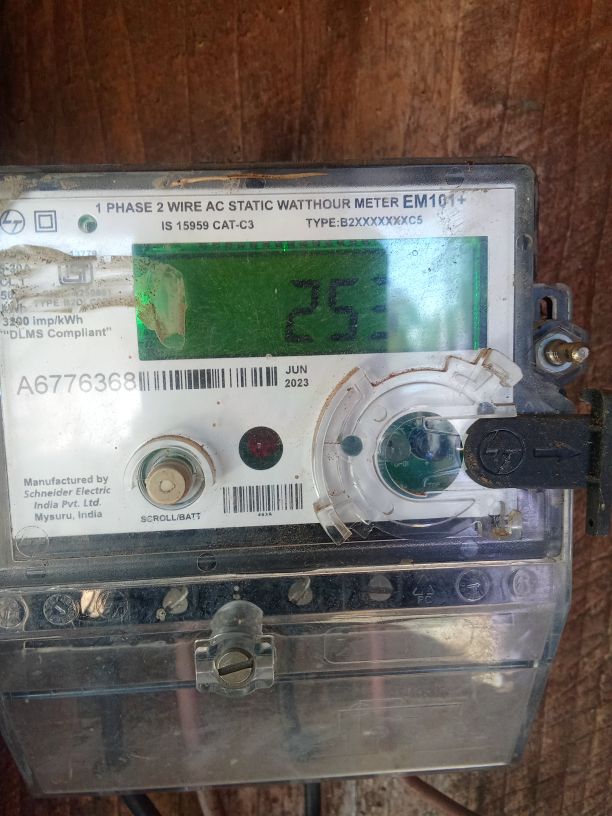 1 PHASE 2 WIRE AC STATIC WATTHOUR METER EM101+
IS 15959 CAT-C3 TYPE:B2XXXXXXXC5
3200 imp/kWh
"DLMS Compliant"
A6776368
JUN
2023
Manufactured by
Schneider Electric
India Pvt. Ltd.
Mysuru, India
SCROLL/BATT